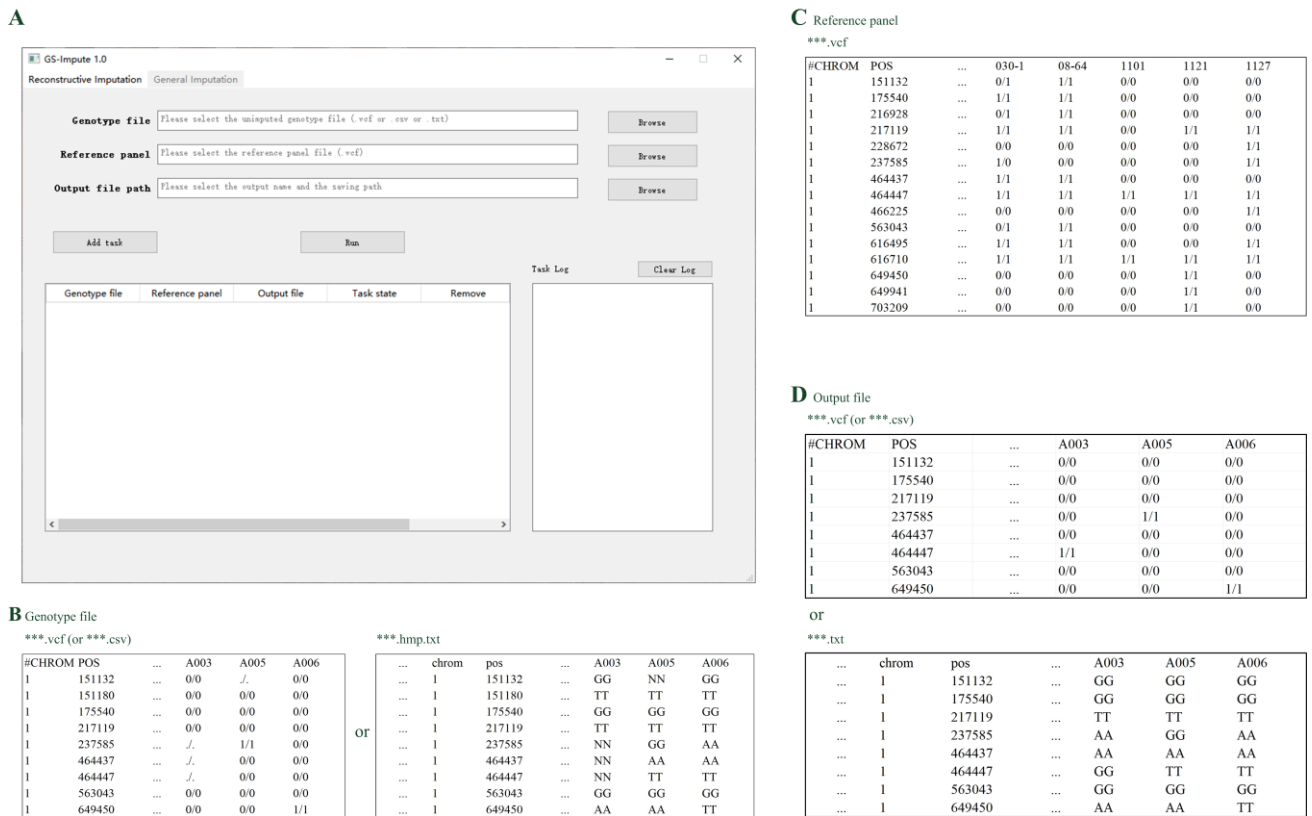 A
GS-Impute 1.0
Reconstructive Imputation General Imputation
Genotype file Please select the unimputed genotype file (.vcf or .csv or .txt) Browse
Reference panel Please select the reference panel file (.vcf) Browse
Output file path Please select the output name and the saving path Browse
Add task Run
Task Log Clear Log
Genotype file Reference panel Output file Task state Remove
B Genotype file
***.vcf (or ***.csv)
#CHROM POS ... A003 A005 A006
1 151132 ... 0/0 ./. 0/0
1 151180 ... 0/0 0/0 0/0
1 175540 ... 0/0 0/0 0/0
1 217119 ... 0/0 0/0 0/0
1 237585 ... ./. 1/1 0/0
1 464437 ... ./. 0/0 0/0
1 464447 ... ./. 0/0 0/0
1 563043 ... 0/0 0/0 0/0
1 649450 ... 0/0 0/0 1/1
or
***.hmp.txt
... chrom pos ... A003 A005 A006
... 1 151132 ... GG NN GG
... 1 151180 ... TT TT TT
... 1 175540 ... GG GG GG
... 1 217119 ... TT TT TT
... 1 237585 ... NN GG AA
... 1 464437 ... NN AA AA
... 1 464447 ... NN TT TT
... 1 563043 ... GG GG GG
... 1 649450 ... AA AA TT
C Reference panel
***.vcf
#CHROM POS ... 030-1 08-64 1101 1121 1127
1 151132 ... 0/1 1/1 0/0 0/0 0/0
1 175540 ... 1/1 1/1 0/0 0/0 0/0
1 216928 ... 0/1 1/1 0/0 0/0 0/0
1 217119 ... 1/1 1/1 0/0 1/1 1/1
1 228672 ... 0/0 0/0 0/0 0/0 1/1
1 237585 ... 1/0 0/0 0/0 0/0 1/1
1 464437 ... 1/1 1/1 0/0 0/0 0/0
1 464447 ... 1/1 1/1 1/1 1/1 1/1
1 466225 ... 0/0 0/0 0/0 0/0 1/1
1 563043 ... 0/1 1/1 0/0 0/0 0/0
1 616495 ... 1/1 1/1 0/0 0/0 1/1
1 616710 ... 1/1 1/1 1/1 1/1 1/1
1 649450 ... 0/0 0/0 0/0 1/1 0/0
1 649941 ... 0/0 0/0 0/0 1/1 0/0
1 703209 ... 0/0 0/0 0/0 1/1 0/0
D Output file
***.vcf (or ***.csv)
#CHROM POS ... A003 A005 A006
1 151132 ... 0/0 0/0 0/0
1 175540 ... 0/0 0/0 0/0
1 217119 ... 0/0 0/0 0/0
1 237585 ... 0/0 1/1 0/0
1 464437 ... 0/0 0/0 0/0
1 464447 ... 1/1 0/0 0/0
1 563043 ... 0/0 0/0 0/0
1 649450 ... 0/0 0/0 1/1
or
***.txt
... chrom pos ... A003 A005 A006
... 1 151132 ... GG GG GG
... 1 175540 ... GG GG GG
... 1 217119 ... TT TT TT
... 1 237585 ... AA GG AA
... 1 464437 ... AA AA AA
... 1 464447 ... GG TT TT
... 1 563043 ... GG GG GG
... 1 649450 ... AA AA TT